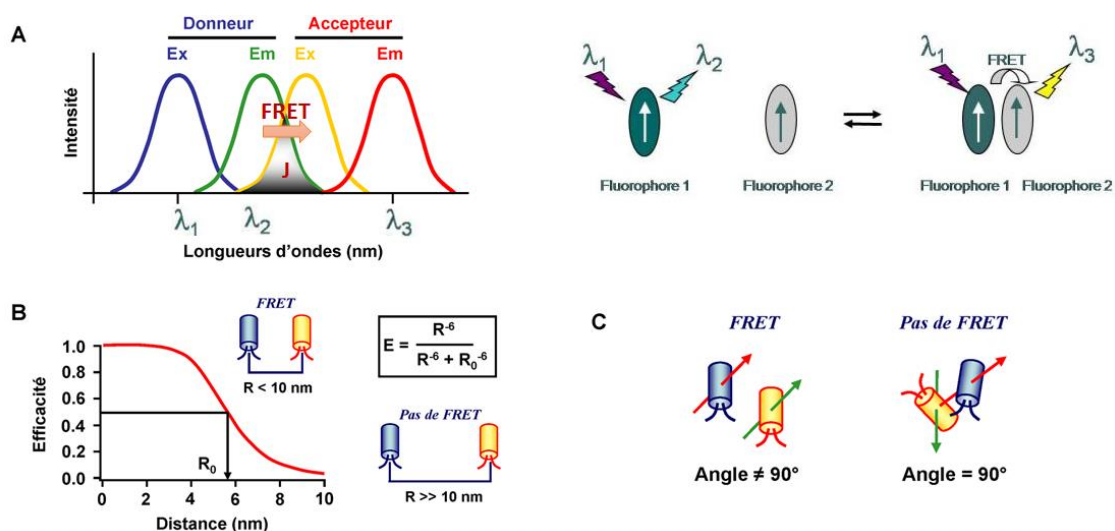 A
Donneur Accepteur
Ex Em Ex Em
FRET
J
Intensité
λ1 λ2 λ3
Longueurs d'ondes (nm)
λ1 λ2
Fluorophore 1
Fluorophore 2
λ1 FRET λ3
Fluorophore 1 Fluorophore 2
B
FRET
R < 10 nm
E = R-6 / R-6 + R0-6
Pas de FRET
R >> 10 nm
Efficacité
1.0
0.8
0.6
0.4
0.2
0.0
R0
0 2 4 6 8 10
Distance (nm)
C
FRET
Angle ≠ 90°
Pas de FRET
Angle = 90°